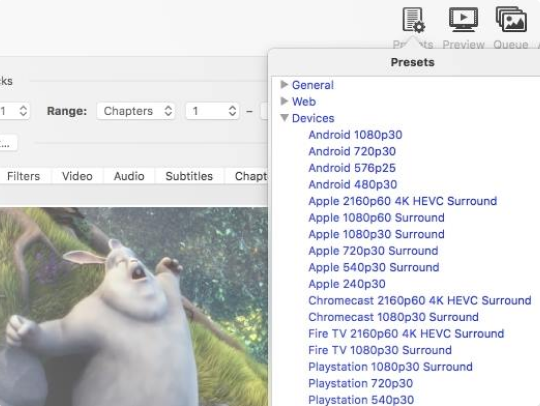 Presets Preview Queue
Presets
cks
1 Range: Chapters 1 –
...
Filters Video Audio Subtitles Chapt
General
Web
Devices
Android 1080p30
Android 720p30
Android 576p25
Android 480p30
Apple 2160p60 4K HEVC Surround
Apple 1080p60 Surround
Apple 1080p30 Surround
Apple 720p30 Surround
Apple 540p30 Surround
Apple 240p30
Chromecast 2160p60 4K HEVC Surround
Chromecast 1080p30 Surround
Fire TV 2160p60 4K HEVC Surround
Fire TV 1080p30 Surround
Playstation 1080p30 Surround
Playstation 720p30
Playstation 540p30